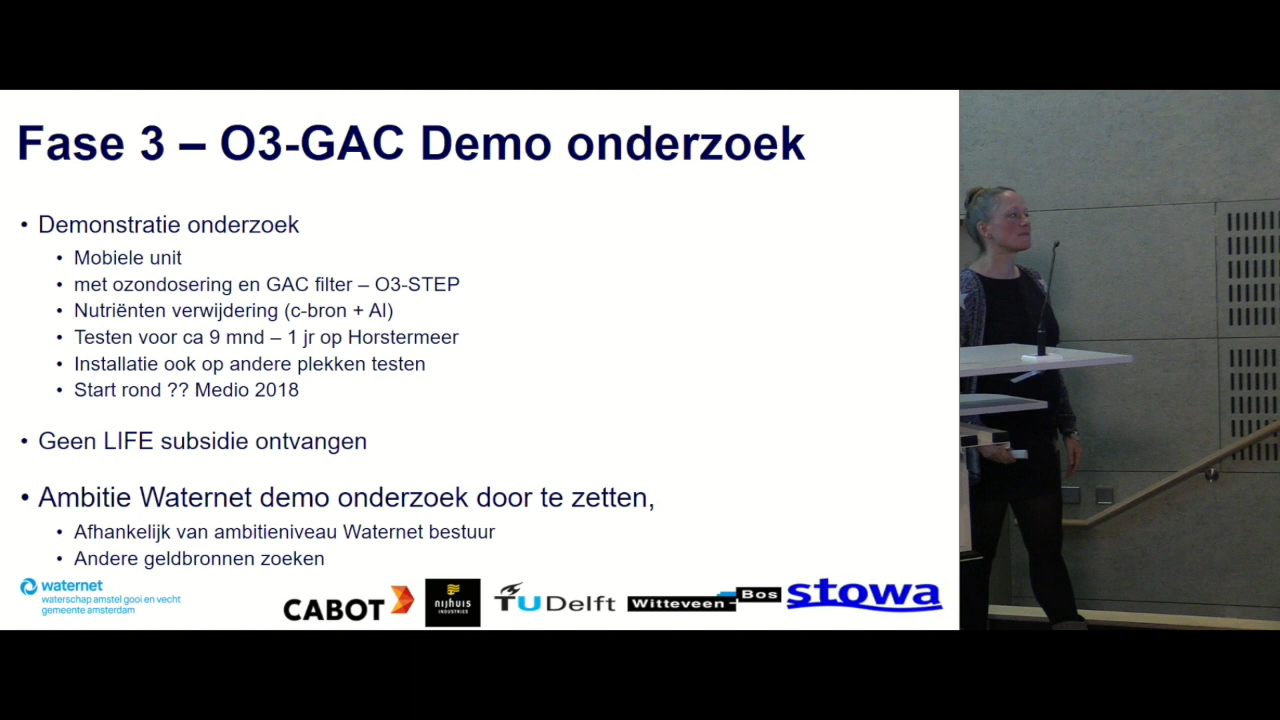 Fase 3 – O3-GAC Demo onderzoek
• Demonstratie onderzoek
• Mobiele unit
• met ozondosering en GAC filter – O3-STEP
• Nutriënten verwijdering (c-bron + Al)
• Testen voor ca 9 mnd – 1 jr op Horstermeer
• Installatie ook op andere plekken testen
• Start rond ?? Medio 2018
• Geen LIFE subsidie ontvangen
• Ambitie Waternet demo onderzoek door te zetten,
• Afhankelijk van ambitieniveau Waternet bestuur
• Andere geldbronnen zoeken
waternet
waterschap amstel gooi en vecht
gemeente amsterdam
CABOT
nijhuis
INDUSTRIES
TU Delft
Witteveen + Bos
stowa